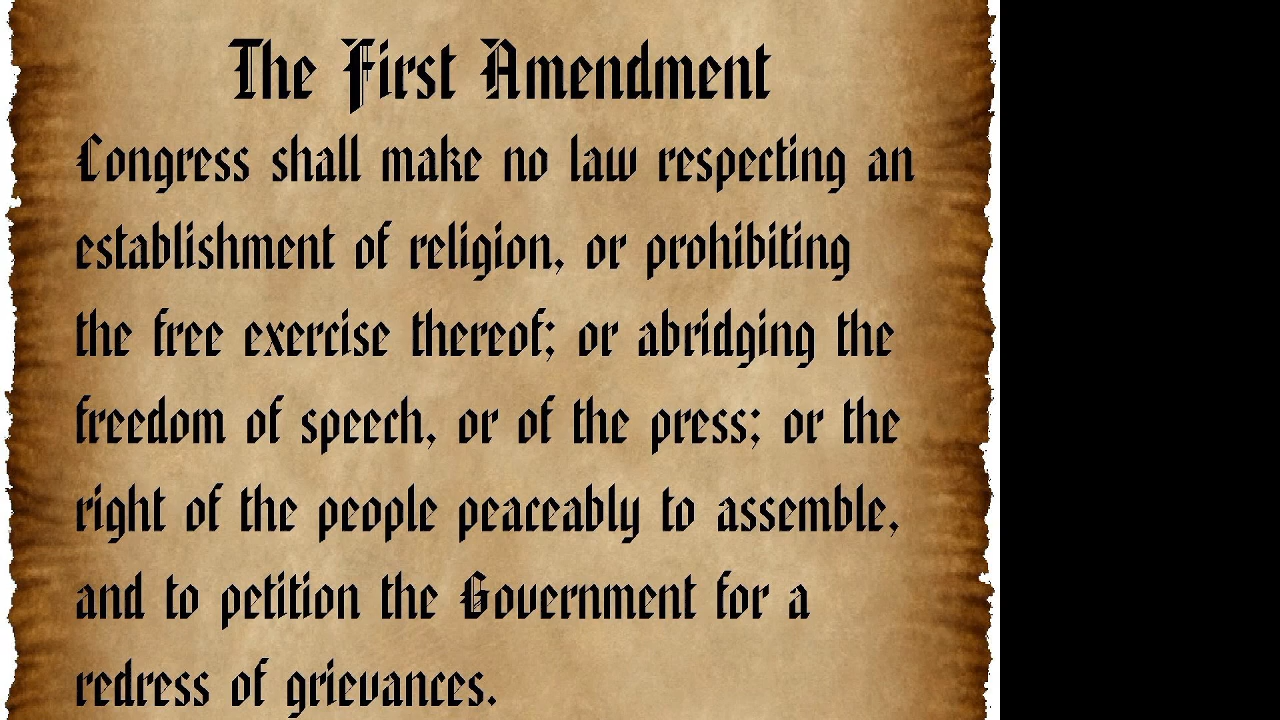 The First Amendment
Congress shall make no law respecting an
establishment of religion, or prohibiting
the free exercise thereof; or abridging the
freedom of speech, or of the press; or the
right of the people peaceably to assemble,
and to petition the Government for a
redress of grievances.